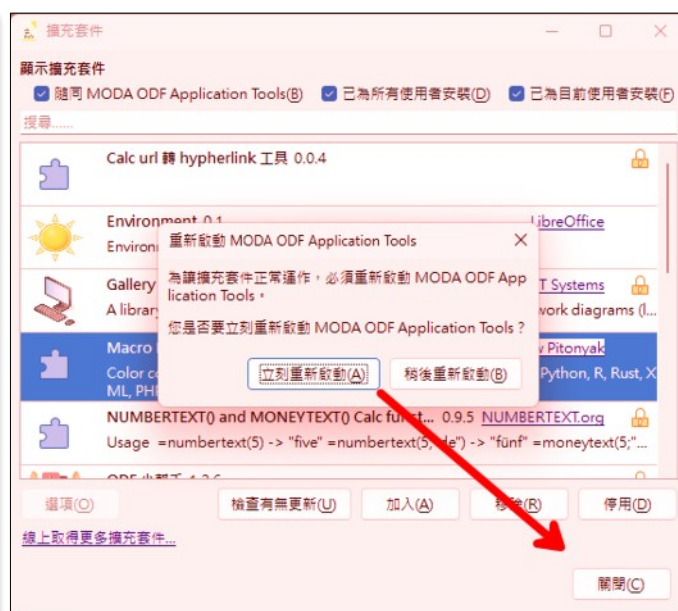 擴充套件
顯示擴充套件
隨同 MODA ODF Application Tools(B)
已為所有使用者安裝(D)
已為目前使用者安裝(F)
搜尋......
Calc url 轉 hypherlink 工具 0.0.4
Environment 0.1
LibreOffice
Environ
Gallery
T Systems
A library
work diagrams (l...
Macro
w Pitonyak
Color co
Python, R, Rust, X
ML, PH
NUMBERTEXT() and MONEYTEXT() Calc funct... 0.9.5 NUMBERTEXT.org
Usage =numbertext(5) -> "five" =numbertext(5;"de") -> "fünf" =moneytext(5;"...
重新啟動 MODA ODF Application Tools
為讓擴充套件正常運作，必須重新啟動 MODA ODF App
lication Tools。
您是否要立刻重新啟動 MODA ODF Application Tools？
立刻重新啟動(A)
稍後重新啟動(B)
選項(O)
檢查有無更新(U)
加入(A)
移除(R)
停用(D)
線上取得更多擴充套件...
關閉(C)